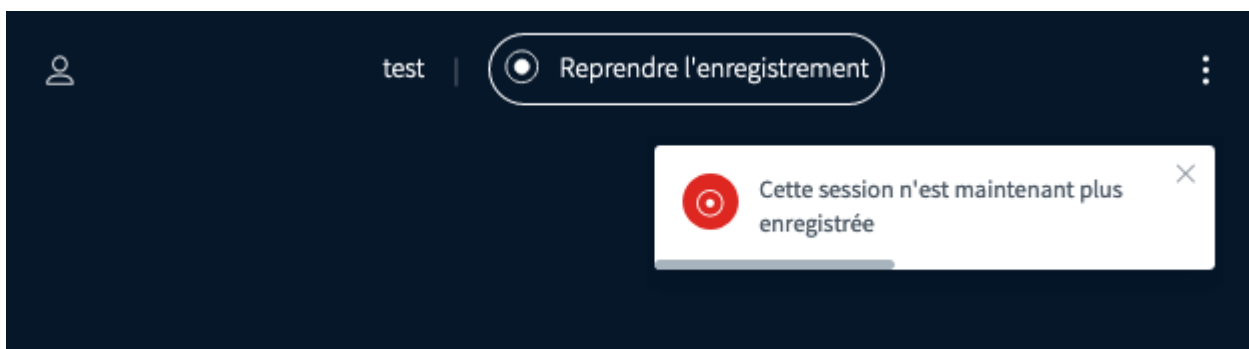 test | Reprendre l'enregistrement
Cette session n'est maintenant plus
enregistrée